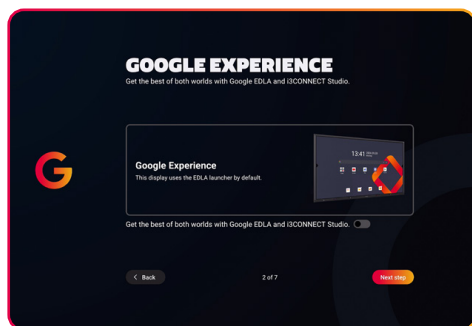 GOOGLE EXPERIENCE
Get the best of both worlds with Google EDLA and i3CONNECT Studio.
Google Experience
This display uses the EDLA launcher by default.
13:41
Get the best of both worlds with Google EDLA and i3CONNECT Studio.
< Back
2 of 7
Next step